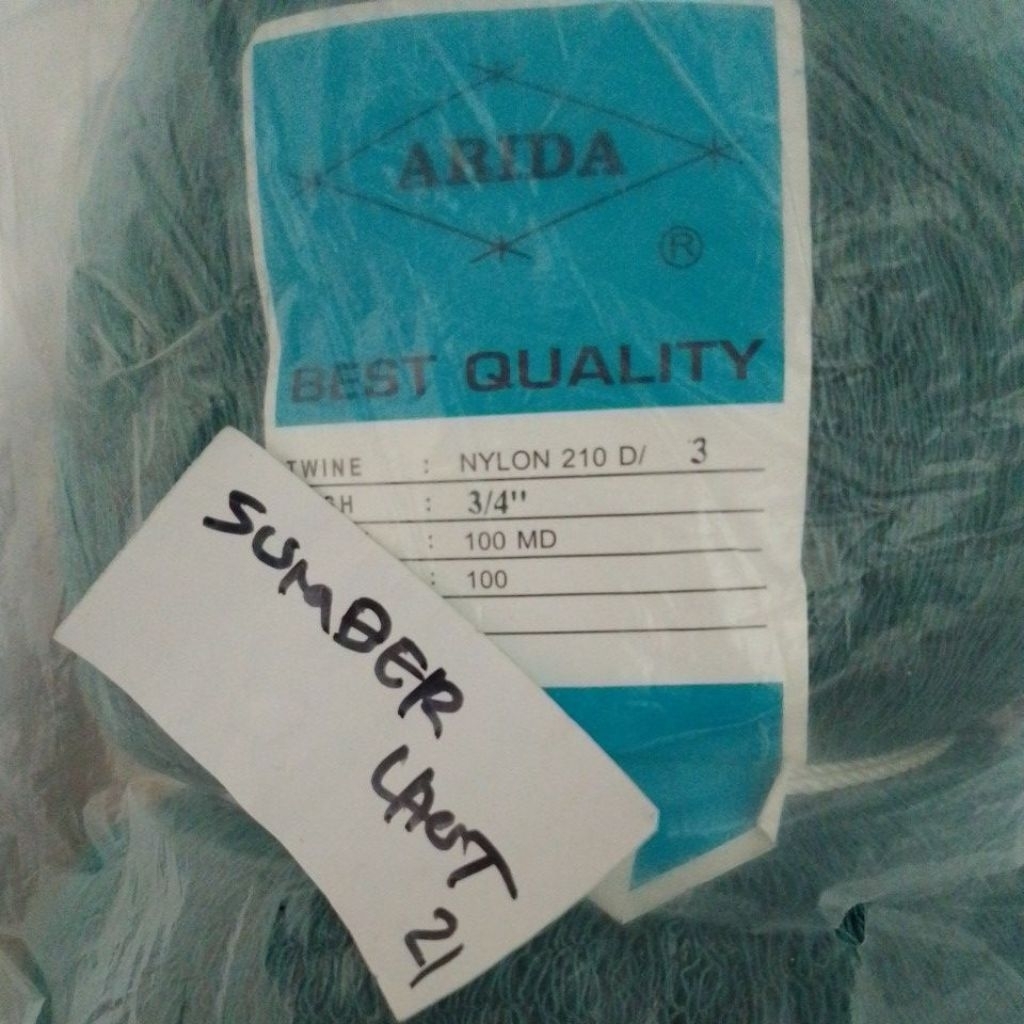 ARIDA
®
BEST QUALITY
TWINE : NYLON 210 D/ 3
: 3/4"
: 100 MD
: 100
SUMBER
LAUT
21